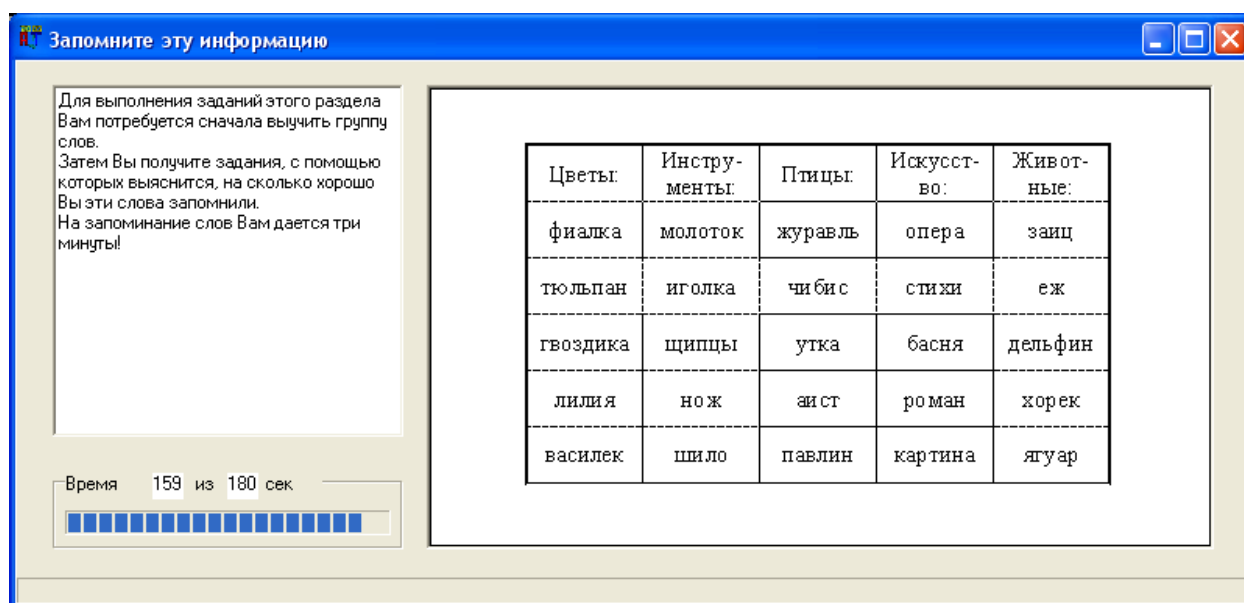 Запомните эту информацию
Для выполнения заданий этого раздела
Вам потребуется сначала выучить группу
слов.
Затем Вы получите задания, с помощью
которых выяснится, на сколько хорошо
Вы эти слова запомнили.
На запоминание слов Вам дается три
минуты!
Время 159 из 180 сек
Цветы: Инстру- Птицы: Искусст- Живот-
менты: во: ные:
фиалка молоток журавль опера заиц
тюльпан иголка чибис стихи еж
гвоздика щипцы утка басня дельфин
лилия нож аист роман хорек
василек шило павлин картина ягуар